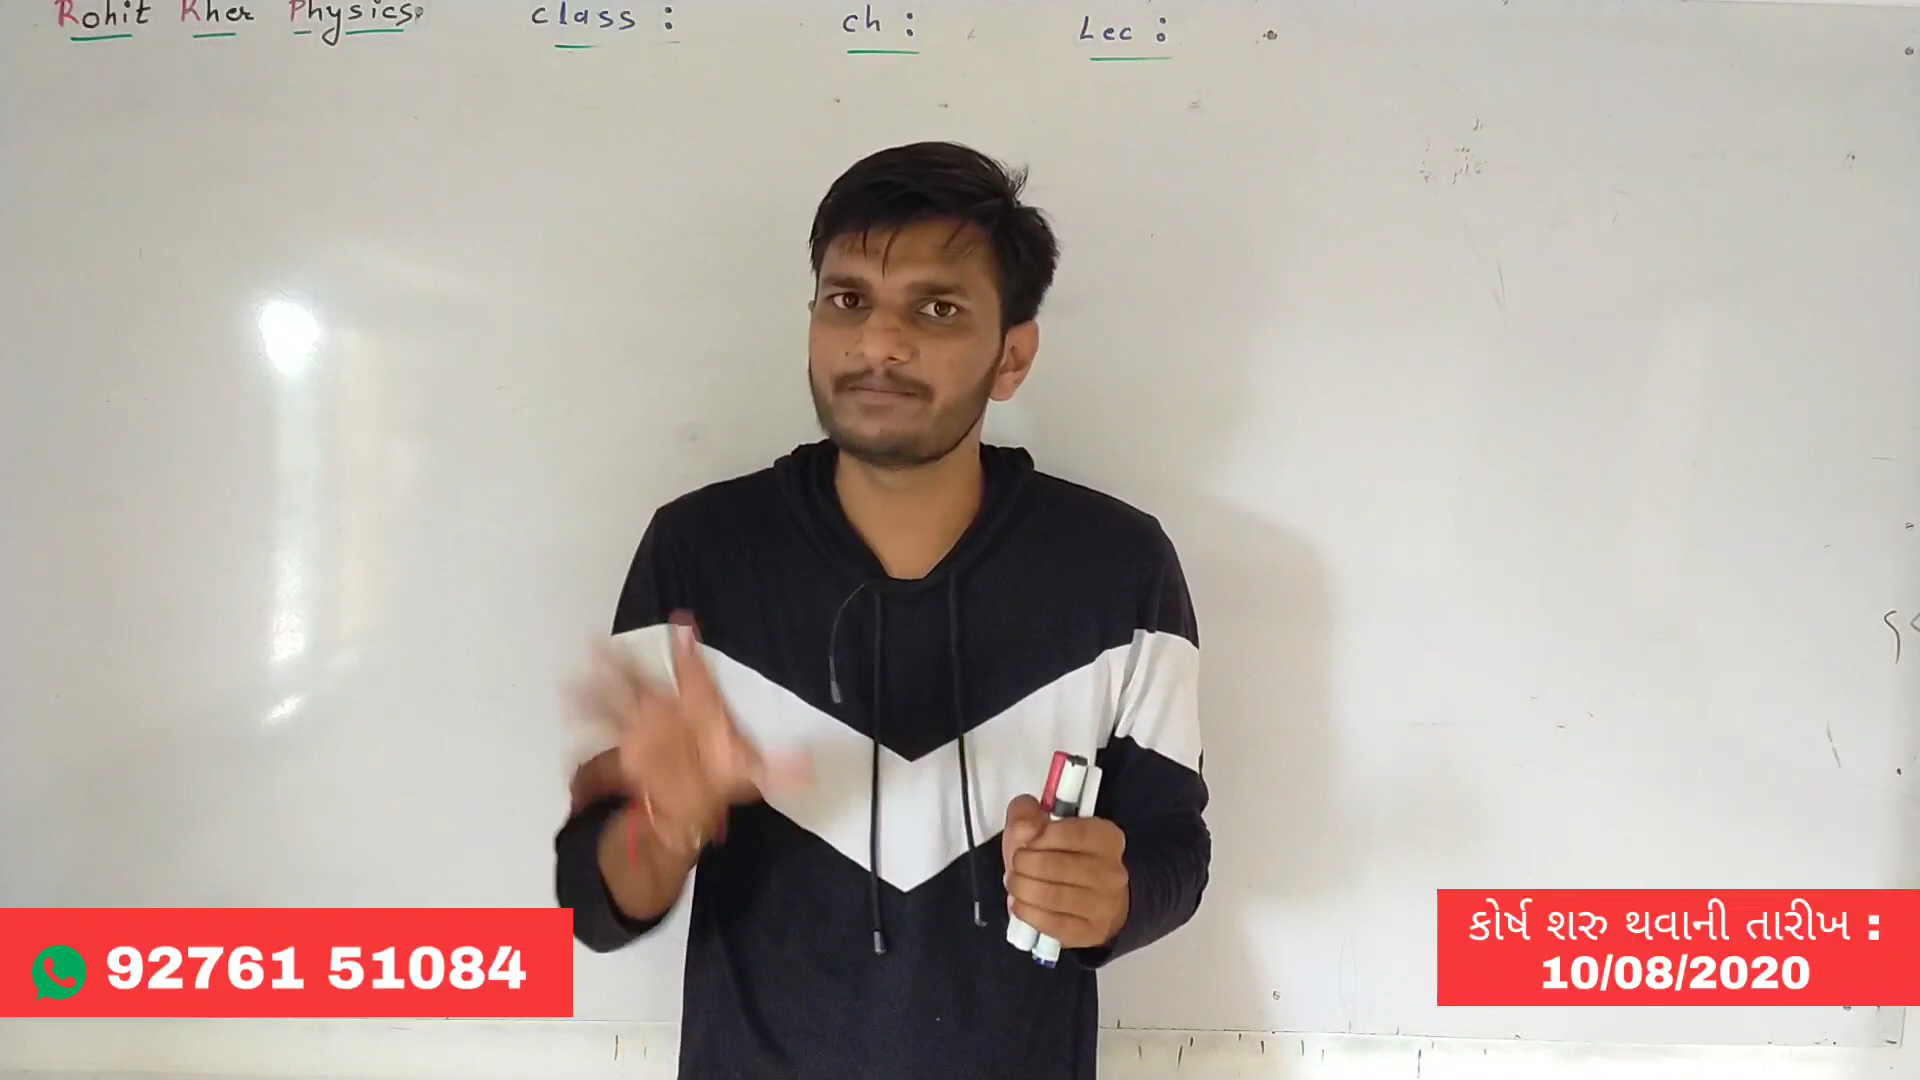 Rohit Kher Physics. class : ch : Lec :
92761 51084
કોર્ષ શરુ થવાની તારીખ :
10/08/2020